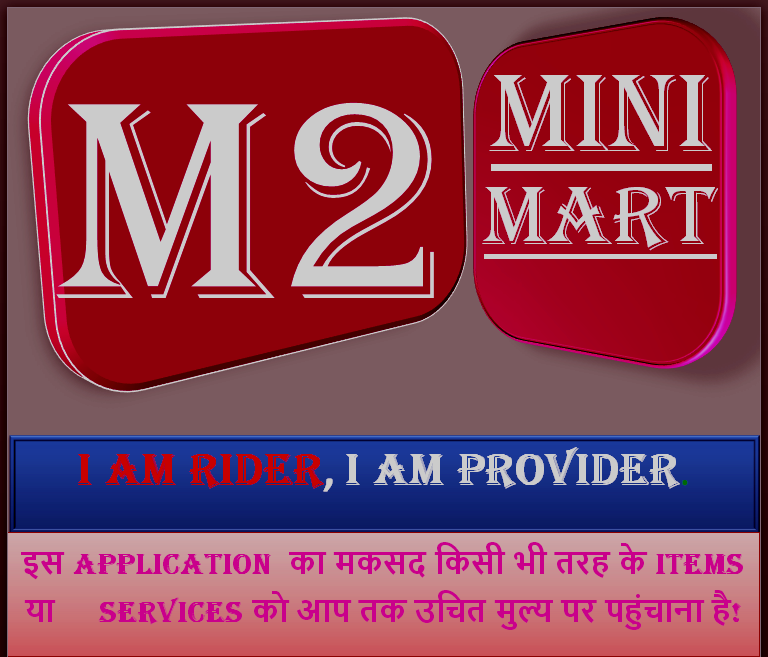 M2
MINI
MART
I AM RIDER, I AM PROVIDER.
इस APPLICATION का मकसद किसी भी तरह के ITEMS
या SERVICES को आप तक उचित मुल्य पर पहुंचाना है!